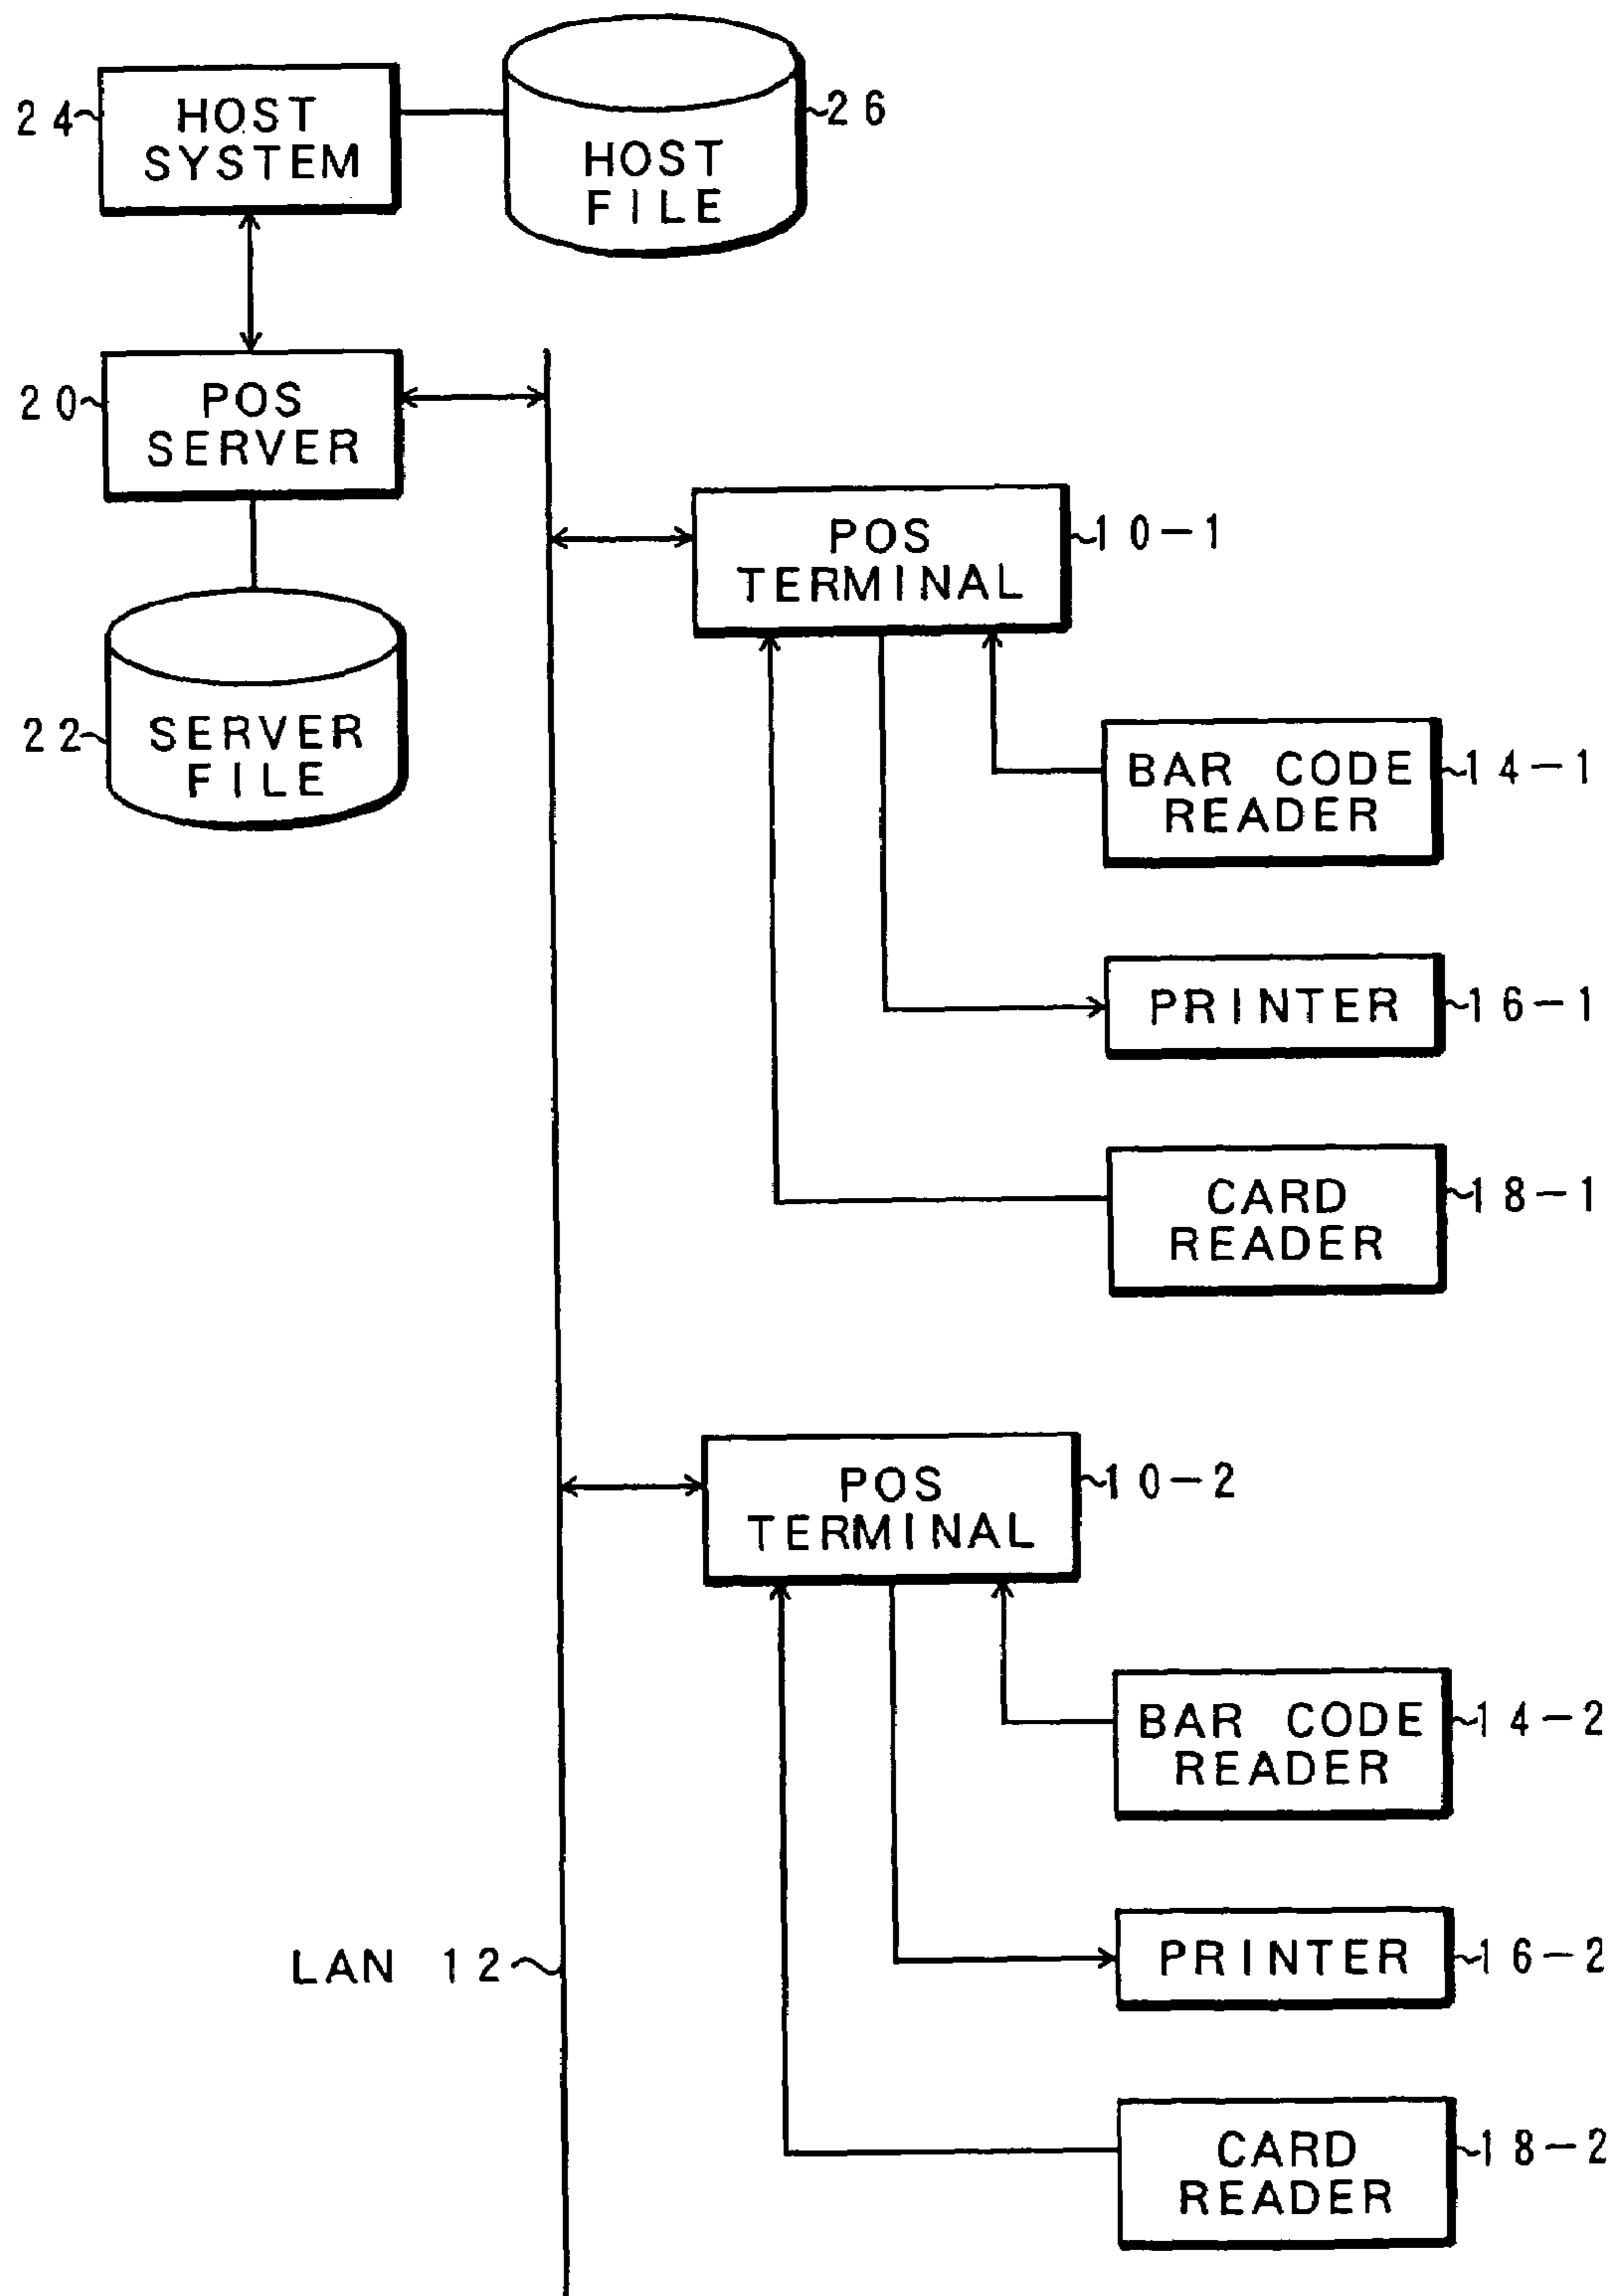 24
HOST
SYSTEM
HOST
FILE
26
20
POS
SERVER
22
SERVER
FILE
POS
TERMINAL
10-1
BAR CODE
READER
14-1
PRINTER
16-1
CARD
READER
18-1
POS
TERMINAL
10-2
BAR CODE
READER
14-2
LAN 12
PRINTER
16-2
CARD
READER
18-2